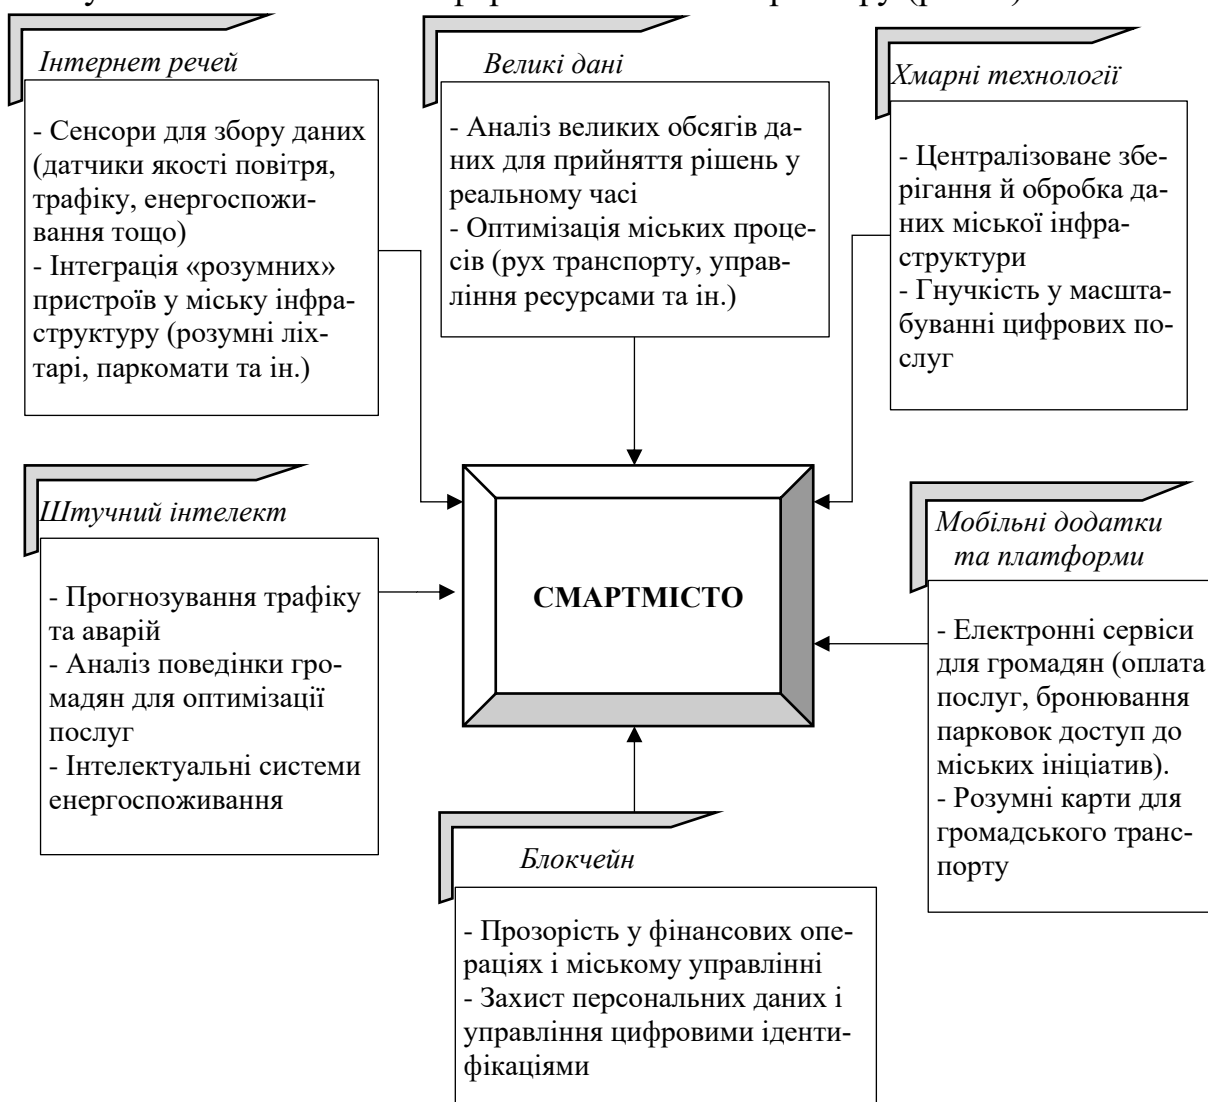 Інтернет речей
- Сенсори для збору даних
(датчики якості повітря,
трафіку, енергоспожи-
вання тощо)
- Інтеграція «розумних»
пристроїв у міську інфра-
структуру (розумні ліх-
тарі, паркомати та ін.)
Великі дані
- Аналіз великих обсягів да-
них для прийняття рішень у
реальному часі
- Оптимізація міських проце-
сів (рух транспорту, управ-
ління ресурсами та ін.)
Хмарні технології
- Централізоване збе-
рігання й обробка да-
них міської інфра-
структури
- Гнучкість у масшта-
буванні цифрових по-
слуг
Штучний інтелект
- Прогнозування трафіку
та аварій
- Аналіз поведінки гро-
мадян для оптимізації
послуг
- Інтелектуальні системи
енергоспоживання
СМАРТМІСТО
Мобільні додатки
та платформи
- Електронні сервіси
для громадян (оплата
послуг, бронювання
парковок доступ до
міських ініціатив).
- Розумні карти для
громадського транс-
порту
Блокчейн
- Прозорість у фінансових опе-
раціях і міському управлінні
- Захист персональних даних і
управління цифровими іденти-
фікаціями